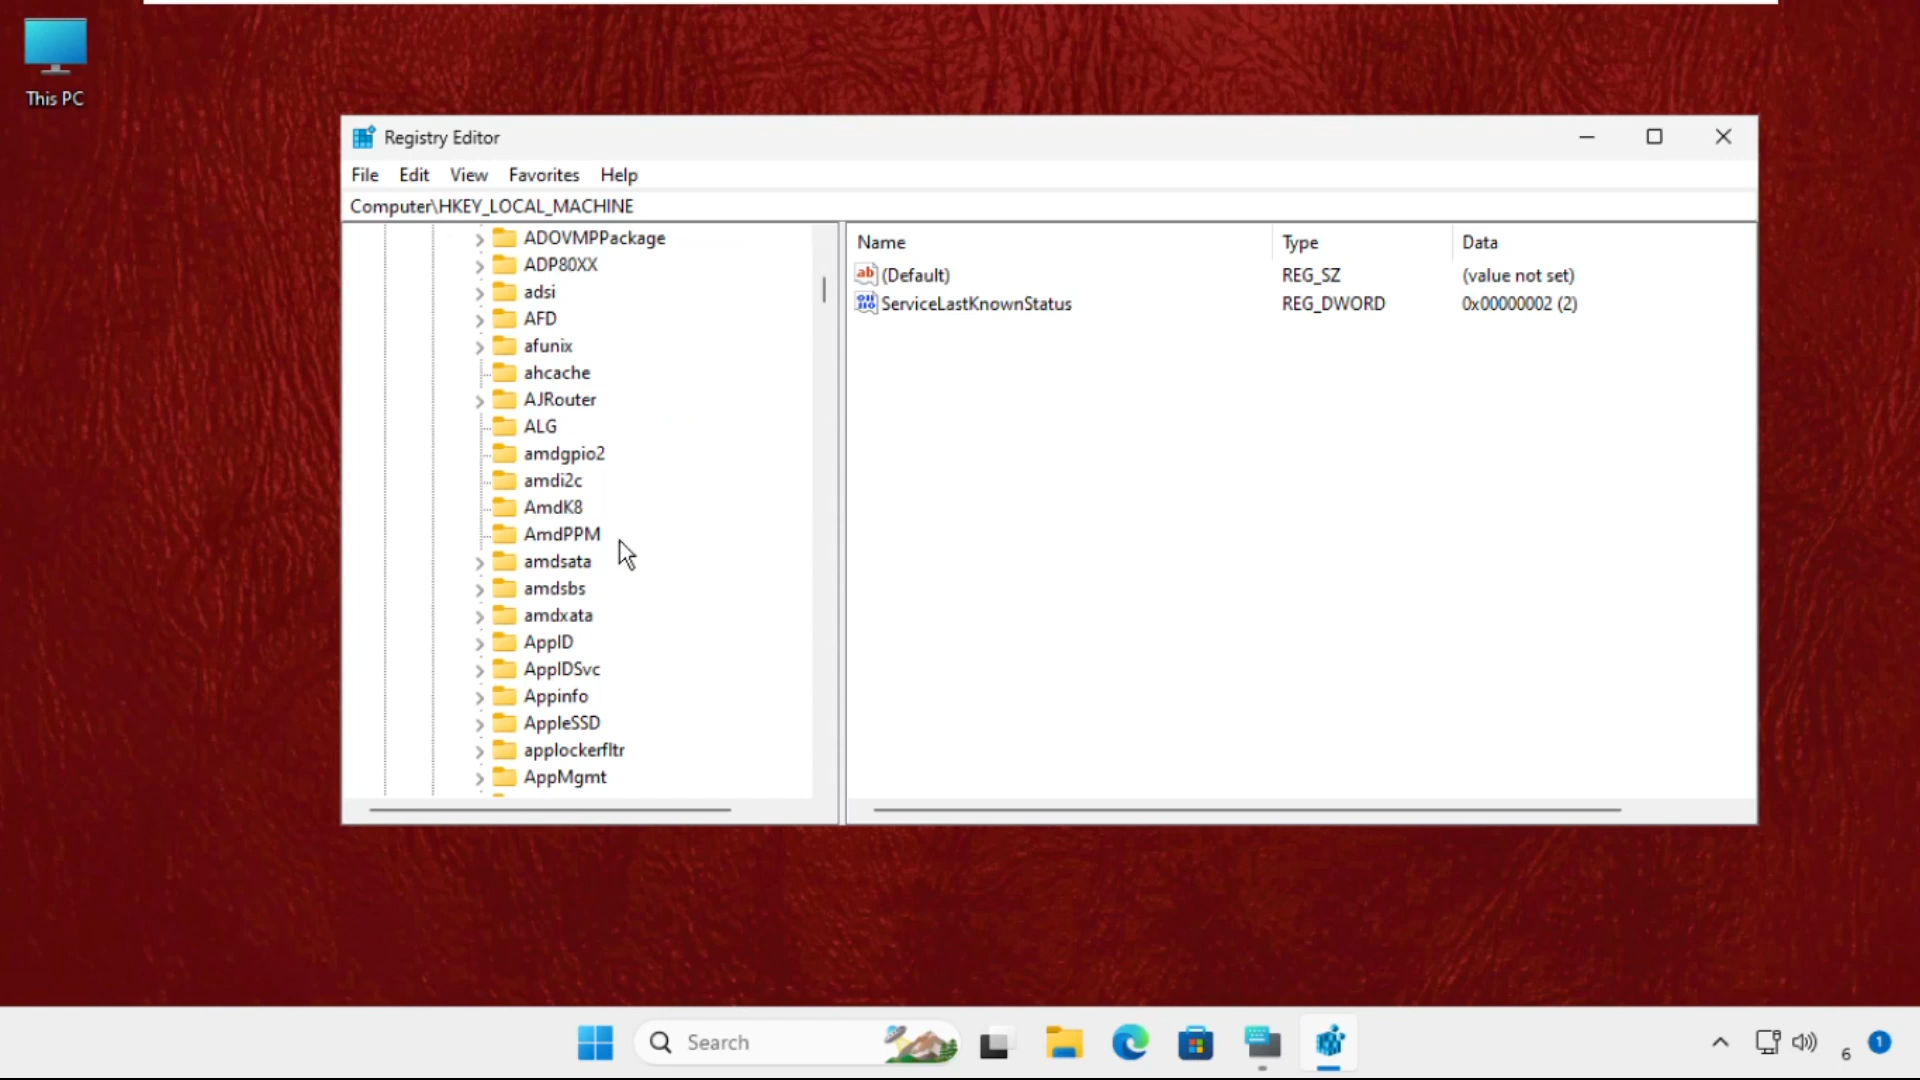 This PC
Registry Editor
File Edit View Favorites Help
Computer\HKEY_LOCAL_MACHINE
ADOVMPPackage
ADP80XX
adsi
AFD
afunix
ahcache
AJRouter
ALG
amdgpio2
amdi2c
AmdK8
AmdPPM
amdsata
amdsbs
amdxata
AppID
AppIDSvc
Appinfo
AppleSSD
applockerfltr
AppMgmt
Name Type Data
(Default) REG_SZ (value not set)
ServiceLastKnownStatus REG_DWORD 0x00000002 (2)
Search
6
1